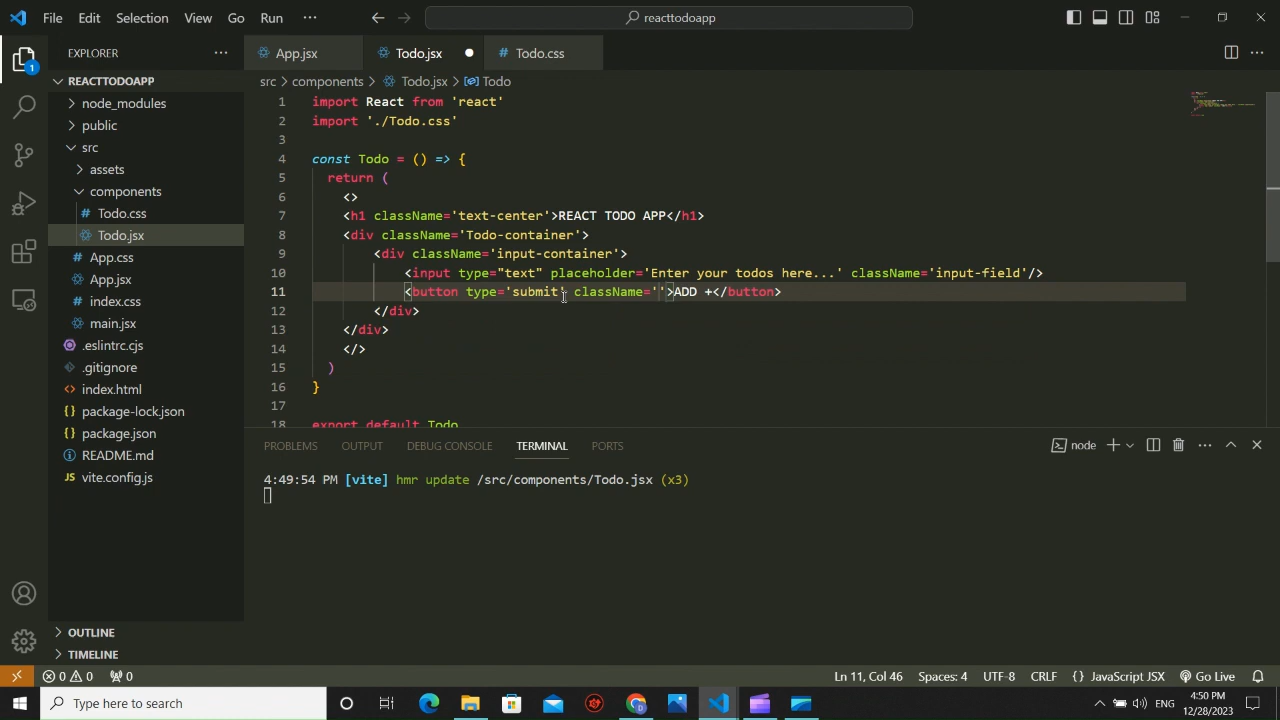 File Edit Selection View Go Run ··· reacttodoapp
EXPLORER ···
App.jsx Todo.jsx Todo.css
REACTTODOAPP
src > components > Todo.jsx > Todo
node_modules
public
src
assets
components
Todo.css
Todo.jsx
App.css
App.jsx
index.css
main.jsx
.eslintrc.cjs
.gitignore
index.html
package-lock.json
package.json
README.md
vite.config.js
OUTLINE
TIMELINE
1 import React from 'react'
2 import './Todo.css'
3
4 const Todo = () => {
5 return (
6 <>
7 <h1 className='text-center'>REACT TODO APP</h1>
8 <div className='Todo-container'>
9 <div className='input-container'>
10 <input type="text" placeholder='Enter your todos here...' className='input-field'/>
11 <button type='submit' className=''>ADD +</button>
12 </div>
13 </div>
14 </>
15 )
16 }
17
18 export default Todo
PROBLEMS OUTPUT DEBUG CONSOLE TERMINAL PORTS node
4:49:54 PM [vite] hmr update /src/components/Todo.jsx (x3)
0 0 0 Ln 11, Col 46 Spaces: 4 UTF-8 CRLF {} JavaScript JSX Go Live
Type here to search
ENG
4:50 PM
12/28/2023